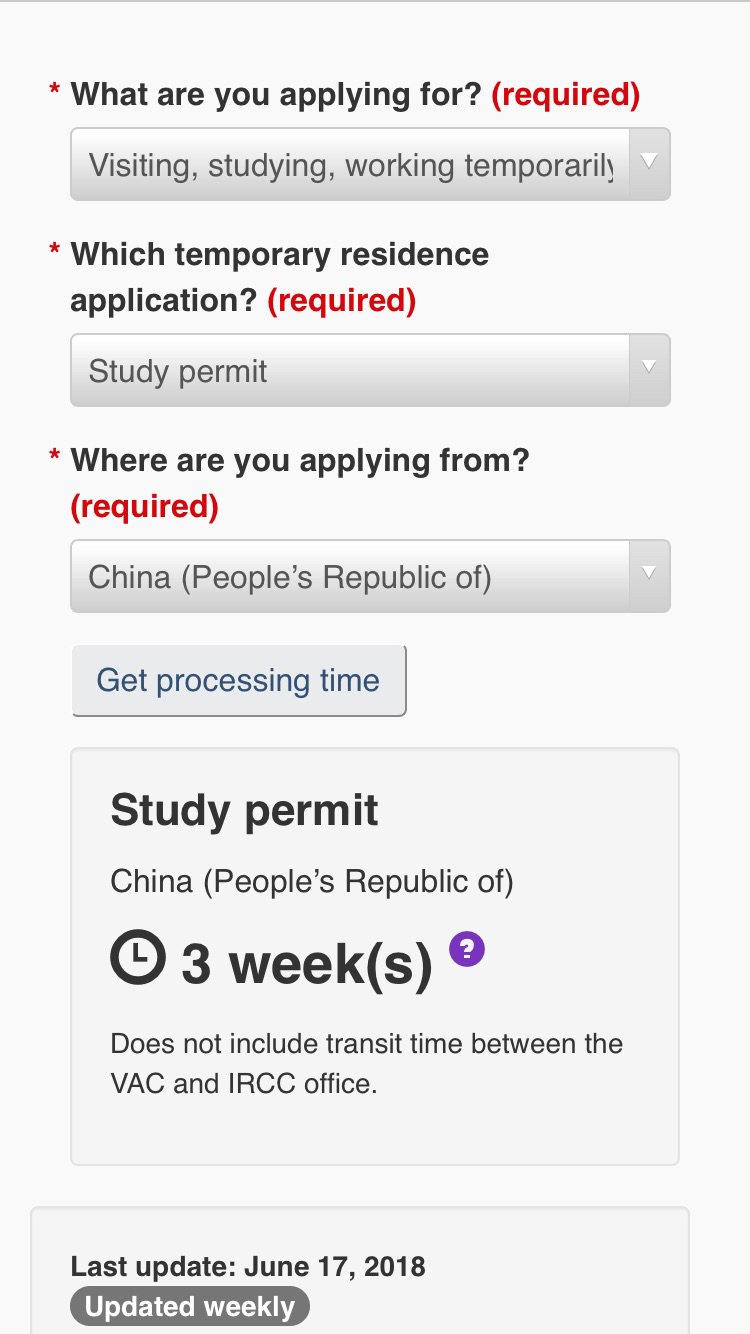 * What are you applying for? (required)
Visiting, studying, working temporarily
* Which temporary residence
application? (required)
Study permit
* Where are you applying from?
(required)
China (People’s Republic of)
Get processing time
Study permit
China (People’s Republic of)
3 week(s) ?
Does not include transit time between the
VAC and IRCC office.
Last update: June 17, 2018
Updated weekly